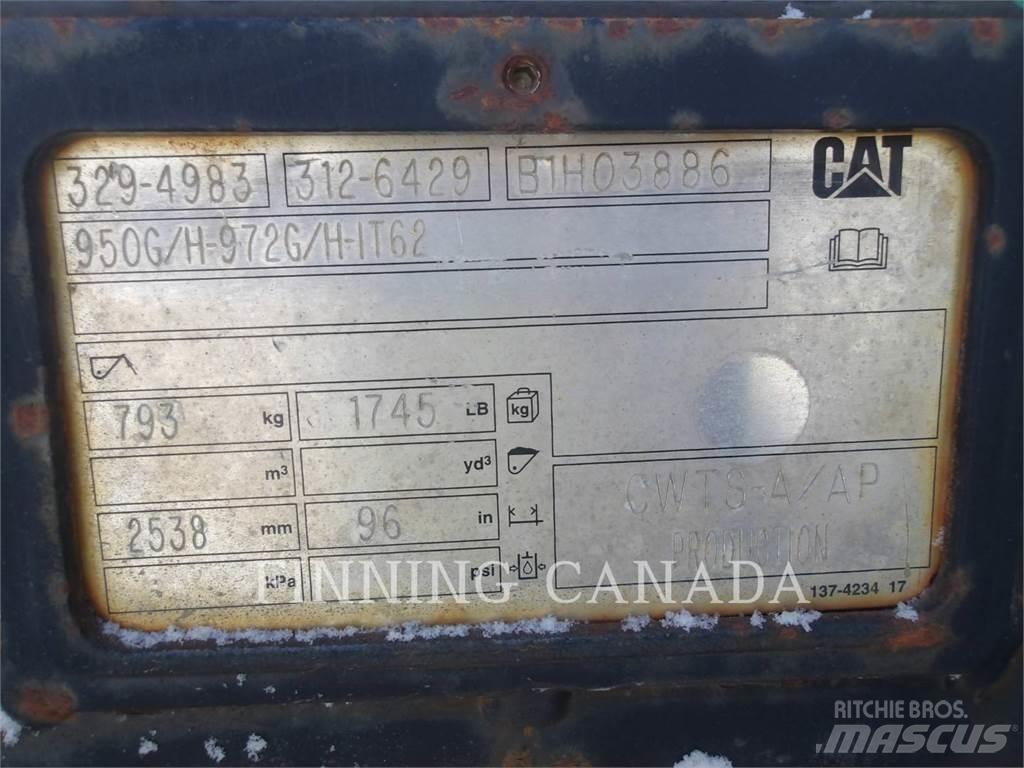 329-4983 312-6429 B1H03886 CAT
950G/H-972G/H-IT62
793 kg 1745 LB kg
m³ yd³
CWTS-A/AP
2538 mm 96 in
PRODUCTION
kPa psi
FINNING CANADA
137-4234 17
RITCHIE BROS.
MASCUS